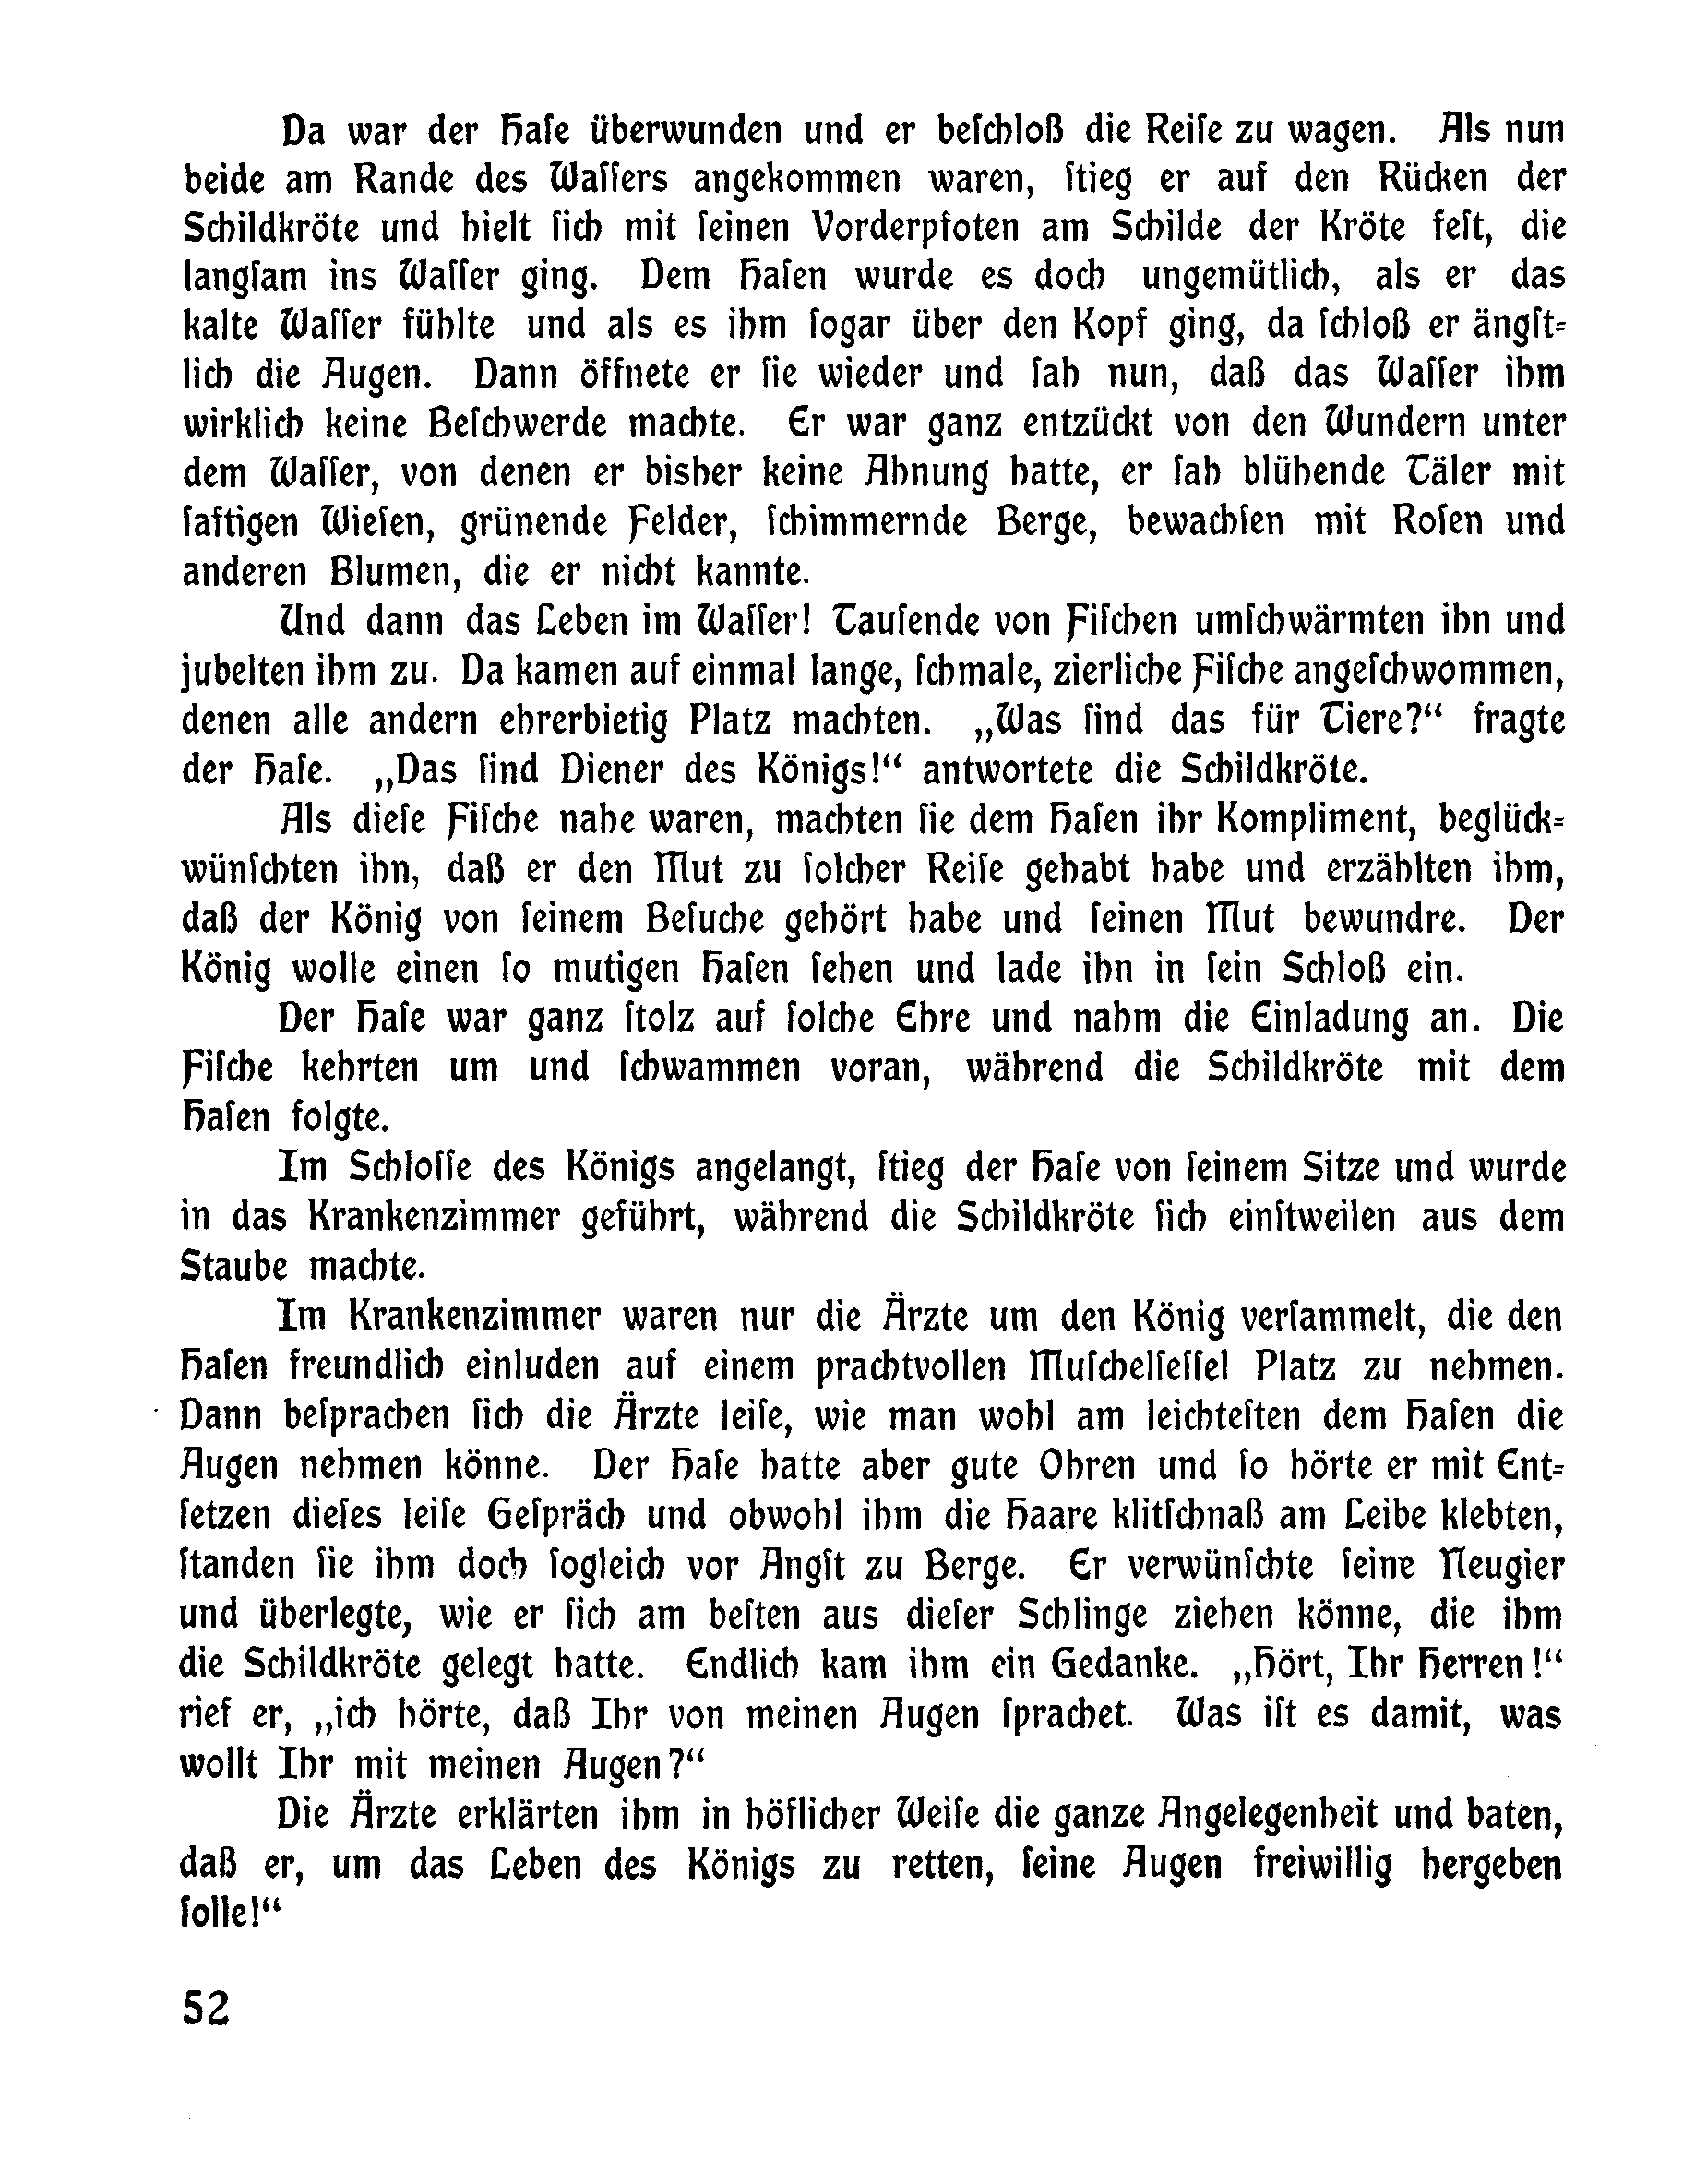 Da war der Haſe überwunden und er beſchloß die Reiſe zu wagen. Als nun
beide am Rande des Waſſers angekommen waren, ſtieg er auf den Rücken der
Schildkröte und hielt ſich mit ſeinen Vorderpfoten am Schilde der Kröte feſt, die
langſam ins Waſſer ging. Dem Haſen wurde es doch ungemütlich, als er das
kalte Waſſer fühlte und als es ihm ſogar über den Kopf ging, da ſchloß er ängſt-
lich die Augen. Dann öffnete er ſie wieder und ſah nun, daß das Waſſer ihm
wirklich keine Beſchwerde machte. Er war ganz entzückt von den Wundern unter
dem Waſſer, von denen er bisher keine Ahnung hatte, er ſah blühende Täler mit
ſaftigen Wieſen, grünende Felder, ſchimmernde Berge, bewachſen mit Roſen und
anderen Blumen, die er nicht kannte.
Und dann das Leben im Waſſer! Tauſende von Fiſchen umſchwärmten ihn und
jubelten ihm zu. Da kamen auf einmal lange, ſchmale, zierliche Fiſche angeſchwommen,
denen alle andern ehrerbietig Platz machten. „Was ſind das für Tiere?“ fragte
der Haſe. „Das ſind Diener des Königs!“ antwortete die Schildkröte.
Als dieſe Fiſche nahe waren, machten ſie dem Haſen ihr Kompliment, beglück-
wünſchten ihn, daß er den Mut zu ſolcher Reiſe gehabt habe und erzählten ihm,
daß der König von ſeinem Beſuche gehört habe und ſeinen Mut bewundre. Der
König wolle einen ſo mutigen Haſen ſehen und lade ihn in ſein Schloß ein.
Der Haſe war ganz ſtolz auf ſolche Ehre und nahm die Einladung an. Die
Fiſche kehrten um und ſchwammen voran, während die Schildkröte mit dem
Haſen folgte.
Im Schloſſe des Königs angelangt, ſtieg der Haſe von ſeinem Sitze und wurde
in das Krankenzimmer geführt, während die Schildkröte ſich einſtweilen aus dem
Staube machte.
Im Krankenzimmer waren nur die Ärzte um den König verſammelt, die den
Haſen freundlich einluden auf einem prachtvollen Muſchelſeſſel Platz zu nehmen.
Dann beſprachen ſich die Ärzte leiſe, wie man wohl am leichteſten dem Haſen die
Augen nehmen könne. Der Haſe hatte aber gute Ohren und ſo hörte er mit Ent-
ſetzen dieſes leiſe Geſpräch und obwohl ihm die Haare klitſchnaß am Leibe klebten,
ſtanden ſie ihm doch ſogleich vor Angſt zu Berge. Er verwünſchte ſeine Neugier
und überlegte, wie er ſich am beſten aus dieſer Schlinge ziehen könne, die ihm
die Schildkröte gelegt hatte. Endlich kam ihm ein Gedanke. „Hört, Ihr Herren!“
rief er, „ich hörte, daß Ihr von meinen Augen ſprachet. Was iſt es damit, was
wollt Ihr mit meinen Augen?“
Die Ärzte erklärten ihm in höflicher Weiſe die ganze Angelegenheit und baten,
daß er, um das Leben des Königs zu retten, ſeine Augen freiwillig hergeben
ſolle!“
52